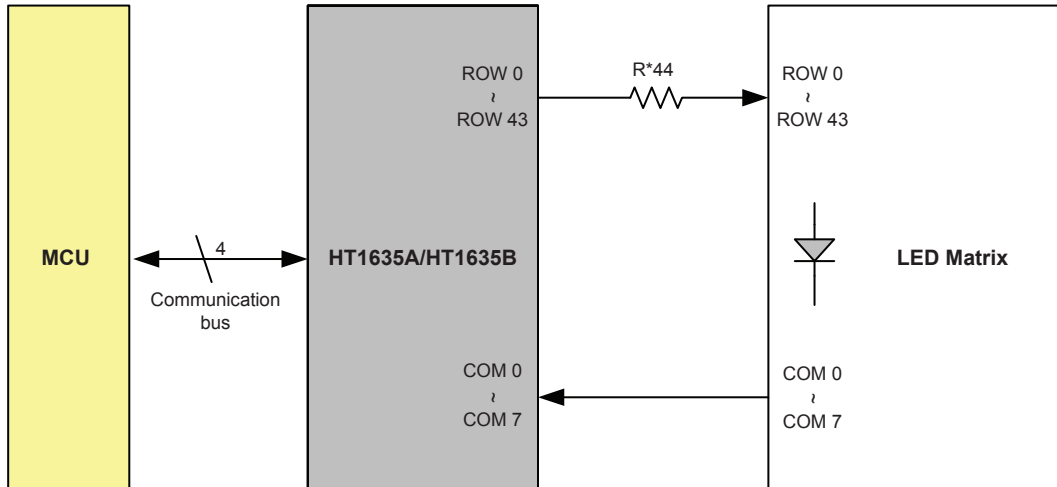 MCU
4
Communication
bus
HT1635A/HT1635B
ROW 0
~
ROW 43
COM 0
~
COM 7
R*44
ROW 0
~
ROW 43
LED Matrix
COM 0
~
COM 7